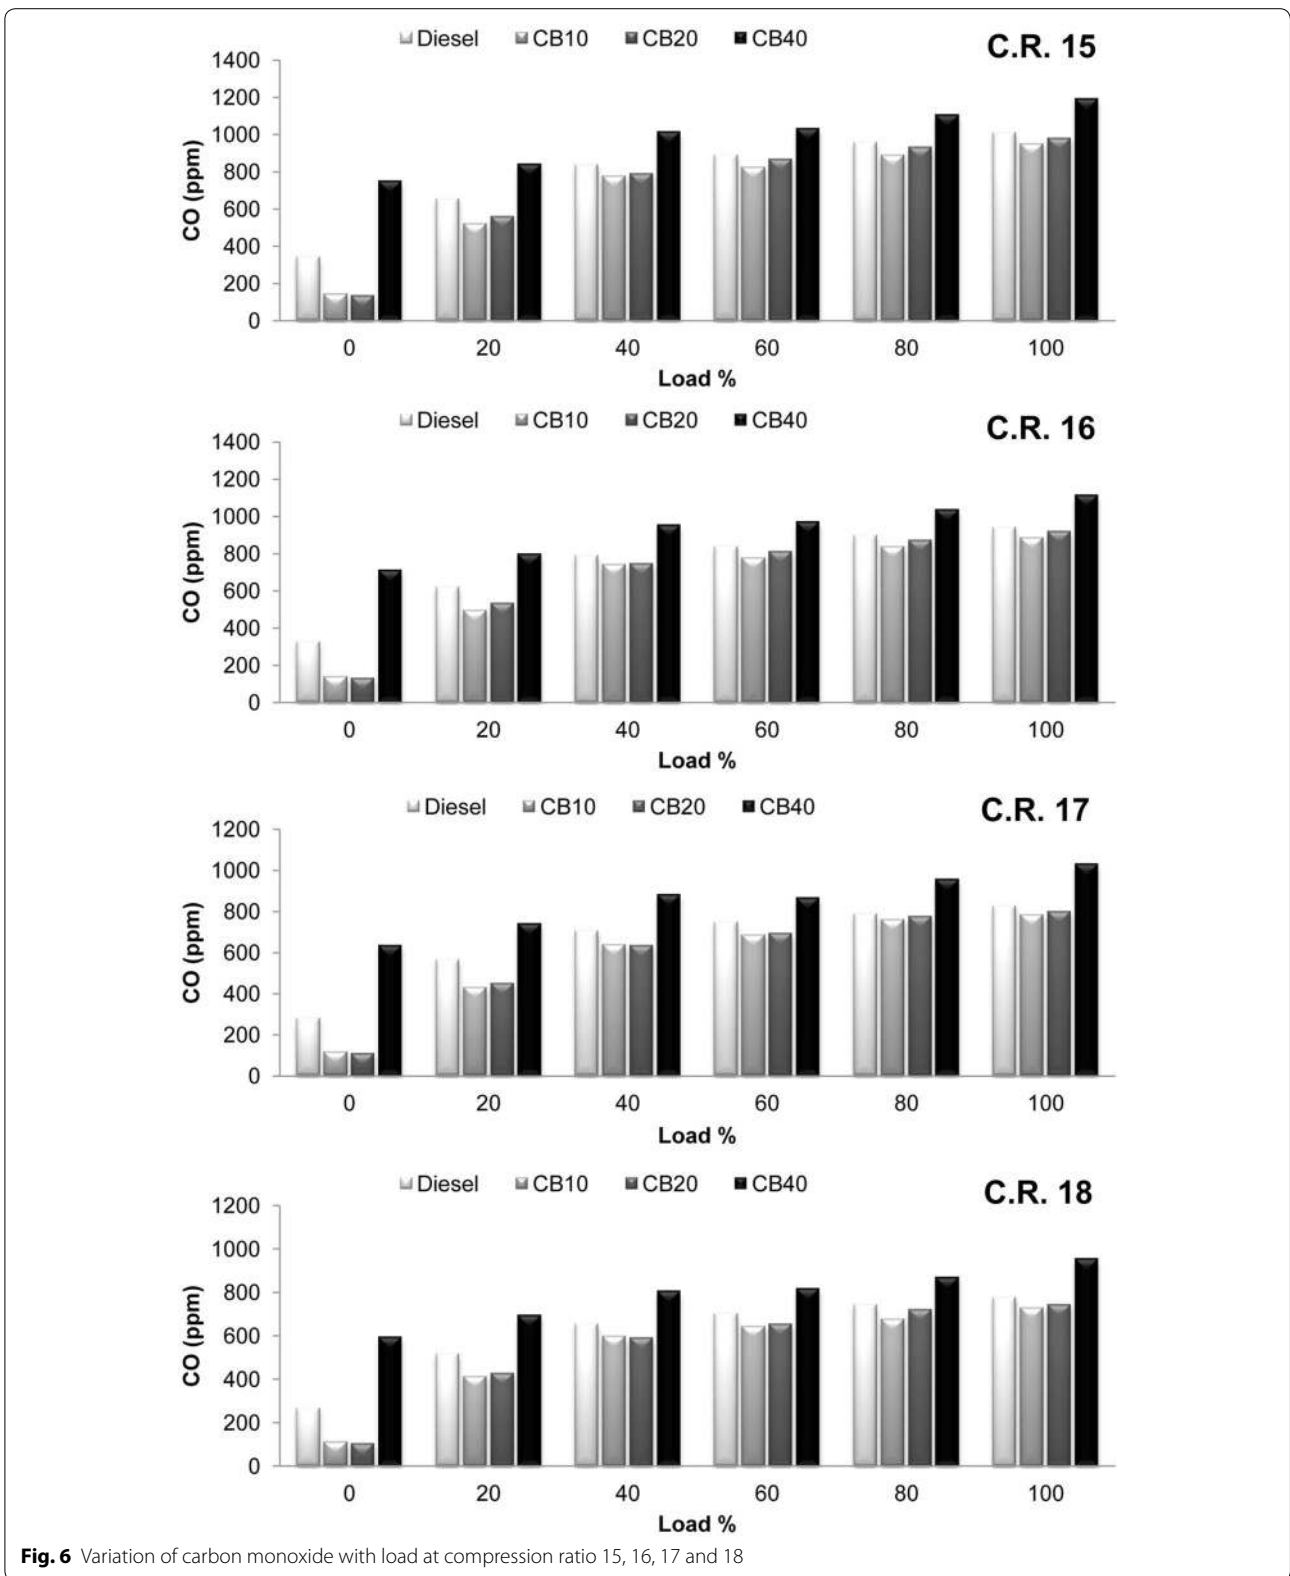 Diesel CB10 CB20 CB40
C.R. 15
1400
1200
1000
800
600
400
200
0
CO (ppm)
0 20 40 60 80 100
Load %
Diesel CB10 CB20 CB40
C.R. 16
1400
1200
1000
800
600
400
200
0
CO (ppm)
0 20 40 60 80 100
Load %
Diesel CB10 CB20 CB40
C.R. 17
1200
1000
800
600
400
200
0
CO (ppm)
0 20 40 60 80 100
Load %
Diesel CB10 CB20 CB40
C.R. 18
1200
1000
800
600
400
200
0
CO (ppm)
0 20 40 60 80 100
Load %
Fig. 6 Variation of carbon monoxide with load at compression ratio 15, 16, 17 and 18